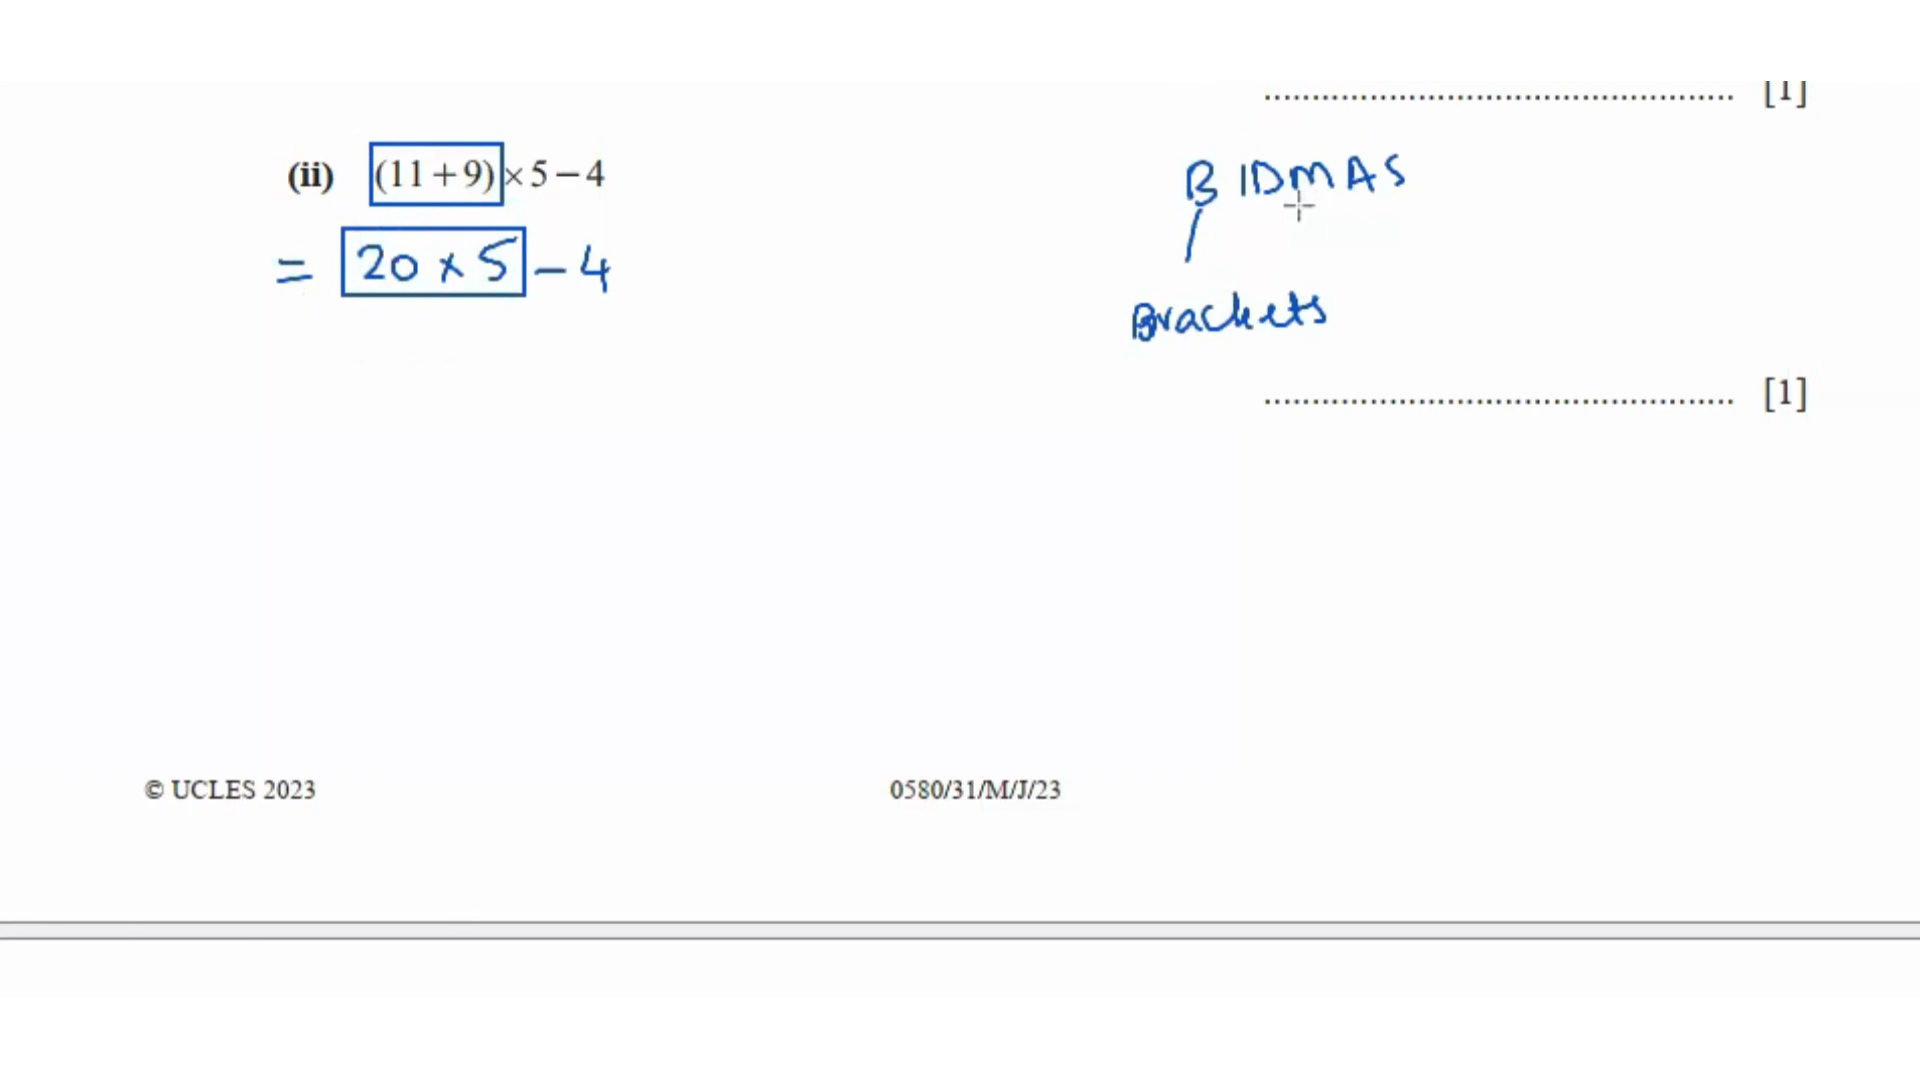 ................................................ [1]
(ii) (11+9)×5−4
BIDMAS
= 20 × 5 − 4
Brackets
................................................ [1]
© UCLES 2023
0580/31/M/J/23